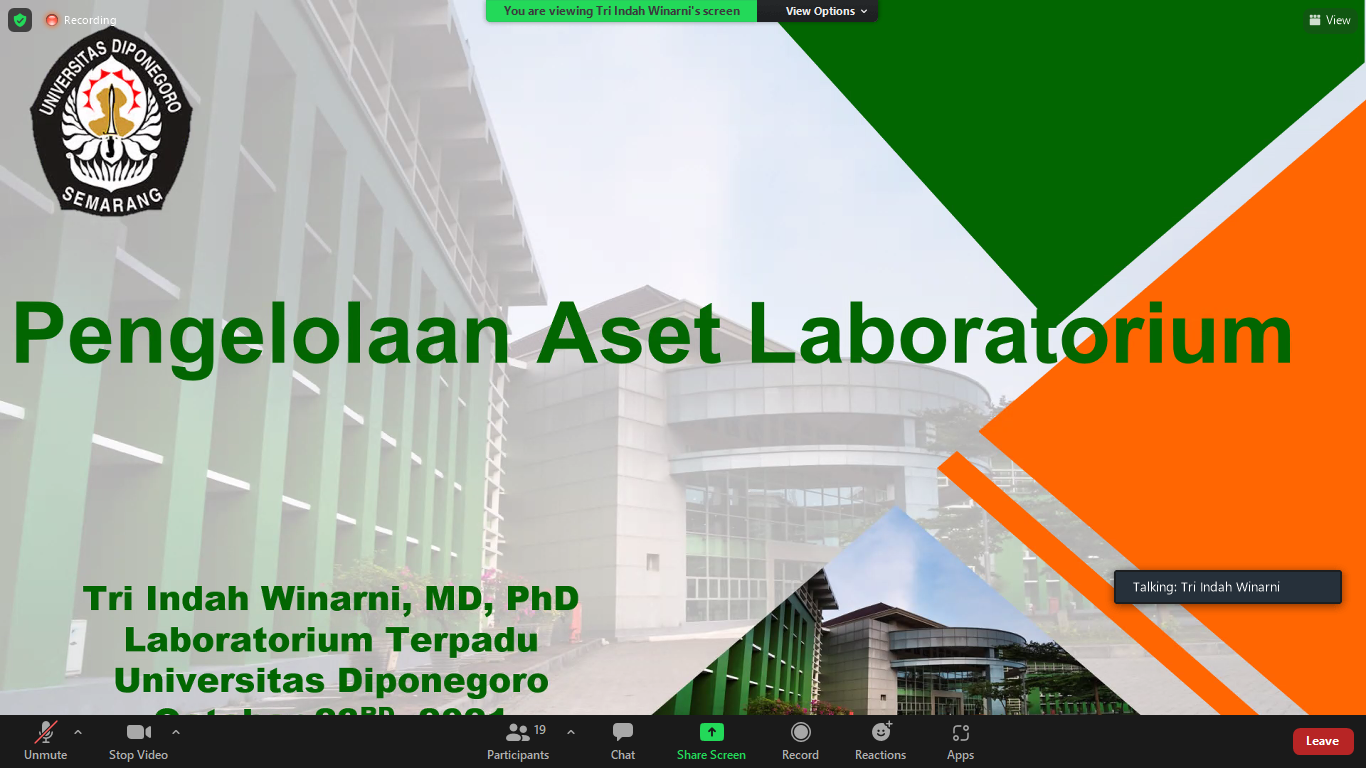 Recording
You are viewing Tri Indah Winarni's screen
View Options
View
UNIVERSITAS DIPONEGORO
SEMARANG
Pengelolaan Aset Laboratorium
Tri Indah Winarni, MD, PhD
Laboratorium Terpadu
Universitas Diponegoro
Talking: Tri Indah Winarni
Unmute
Stop Video
Participants
19
Chat
Share Screen
Record
Reactions
Apps
Leave